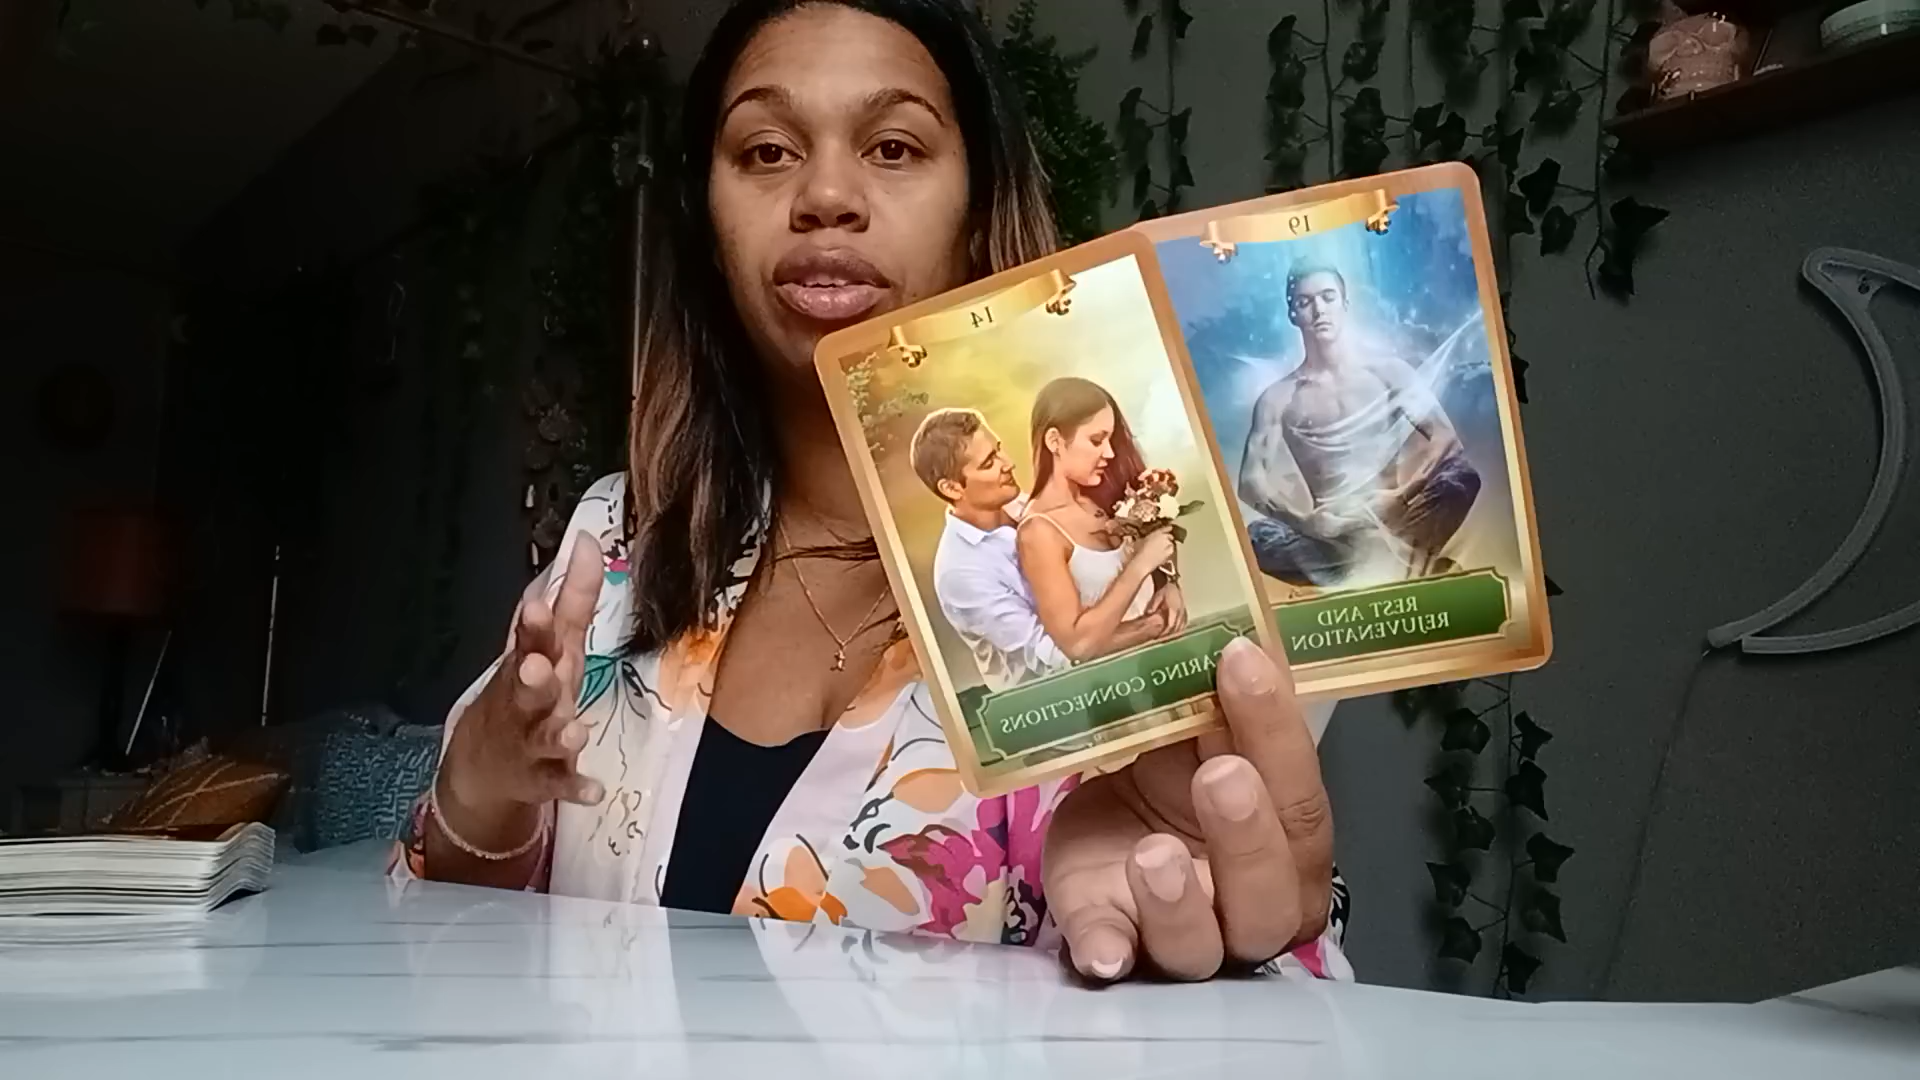 14
ARING CONNECTIONS
19
REST AND
REJUVENATION